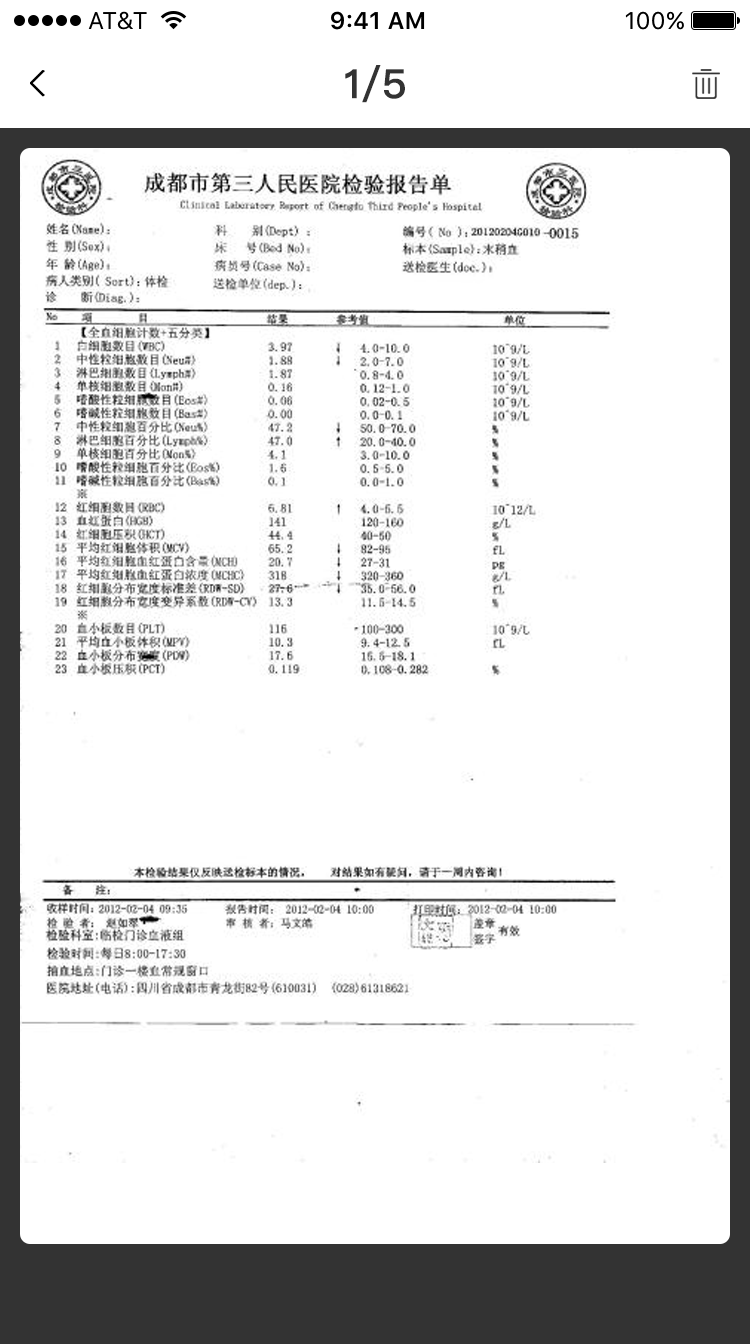 AT&T 9:41 AM 100%
1/5
成都市第三人民医院检验报告单
Clinical Laboratory Report of Chengdu Third People's Hospital
姓名(Name): 科 别(Dept) : 编号( No ):20120204G010-0015
性 别(Sex): 床 号(Bed No): 标本(Sample):末梢血
年 龄(Age): 病员号(Case No): 送检医生(doc.):
病人类别( Sort): 体检 送检单位(dep.):
诊 断(Diag.):
No 项 目 结果 参考值 单位
【全血细胞计数+五分类】
1 白细胞数目(WBC) 3.97 ↓ 4.0-10.0 10^9/L
2 中性粒细胞数目(Neu#) 1.88 ↓ 2.0-7.0 10^9/L
3 淋巴细胞数目(Lymph#) 1.87 0.8-4.0 10^9/L
4 单核细胞数目(Mon#) 0.16 0.12-1.0 10^9/L
5 嗜酸性粒细胞数目(Eos#) 0.06 0.02-0.5 10^9/L
6 嗜碱性粒细胞数目(Bas#) 0.00 0.0-0.1 10^9/L
7 中性粒细胞百分比(Neu%) 47.2 ↓ 50.0-70.0 %
8 淋巴细胞百分比(Lymph%) 47.0 ↑ 20.0-40.0 %
9 单核细胞百分比(Mon%) 4.1 3.0-10.0 %
10 嗜酸性粒细胞百分比(Eos%) 1.6 0.5-5.0 %
11 嗜碱性粒细胞百分比(Bas%) 0.1 0.0-1.0 %
※
12 红细胞数目(RBC) 6.81 ↑ 4.0-5.5 10^12/L
13 血红蛋白(HGB) 141 120-160 g/L
14 红细胞压积(HCT) 44.4 40-50 %
15 平均红细胞体积(MCV) 65.2 ↓ 82-95 fL
16 平均红细胞血红蛋白含量(MCH) 20.7 ↓ 27-31 pg
17 平均红细胞血红蛋白浓度(MCHC) 318 ↓ 320-360 g/L
18 红细胞分布宽度标准差(RDW-SD) 27.6 ↓ 35.0-56.0 fL
19 红细胞分布宽度变异系数(RDW-CV) 13.3 11.5-14.5 %
※
20 血小板数目(PLT) 116 100-300 10^9/L
21 平均血小板体积(MPV) 10.3 9.4-12.5 fL
22 血小板分布宽度(PDW) 17.6 15.5-18.1
23 血小板压积(PCT) 0.119 0.108-0.282 %
本检验结果仅反映送检标本的情况, 对结果如有疑问, 请于一周内咨询!
备 注:
收样时间: 2012-02-04 09:35 报告时间: 2012-02-04 10:00 打印时间: 2012-02-04 10:00
检 验 者: 赵如翠 审 核 者: 马文皓 盖章 签字 有效
检验科室:临检门诊血液组
检验时间:每日8:00-17:30
抽血地点:门诊一楼血常规窗口
医院地址(电话):四川省成都市青龙街82号(610031) (028)61318621